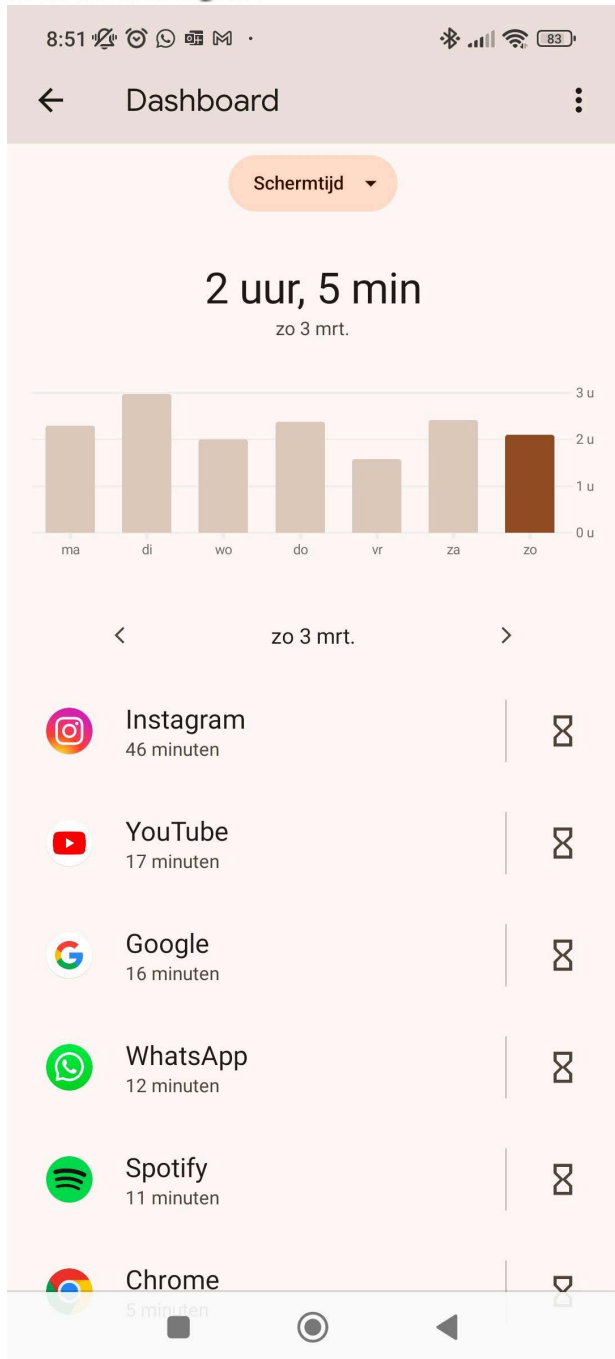 8:51
83
Dashboard
Schermtijd
2 uur, 5 min
zo 3 mrt.
3 u
2 u
1 u
0 u
ma di wo do vr za zo
zo 3 mrt.
Instagram
46 minuten
YouTube
17 minuten
Google
16 minuten
WhatsApp
12 minuten
Spotify
11 minuten
Chrome
5 minuten